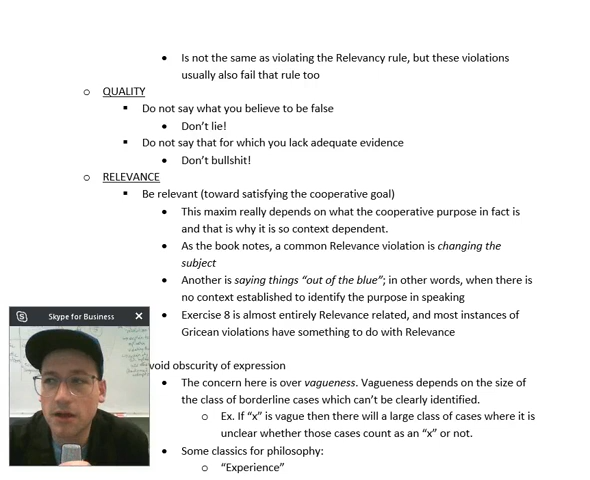 • Is not the same as violating the Relevancy rule, but these violations
usually also fail that rule too
o QUALITY
▪ Do not say what you believe to be false
• Don't lie!
▪ Do not say that for which you lack adequate evidence
• Don't bullshit!
o RELEVANCE
▪ Be relevant (toward satisfying the cooperative goal)
• This maxim really depends on what the cooperative purpose in fact is
and that is why it is so context dependent.
• As the book notes, a common Relevance violation is changing the
subject
• Another is saying things "out of the blue"; in other words, when there is
no context established to identify the purpose in speaking
• Exercise 8 is almost entirely Relevance related, and most instances of
Gricean violations have something to do with Relevance
Skype for Business
void obscurity of expression
• The concern here is over vagueness. Vagueness depends on the size of
the class of borderline cases which can't be clearly identified.
o Ex. If "x" is vague then there will a large class of cases where it is
unclear whether those cases count as an "x" or not.
• Some classics for philosophy:
o "Experience"